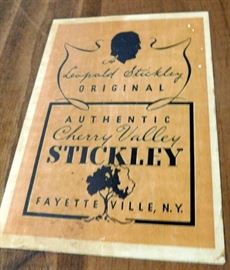 A
Leopold Stickley
ORIGINAL
AUTHENTIC
Cherry Valley
STICKLEY
FAYETTEVILLE, N.Y.